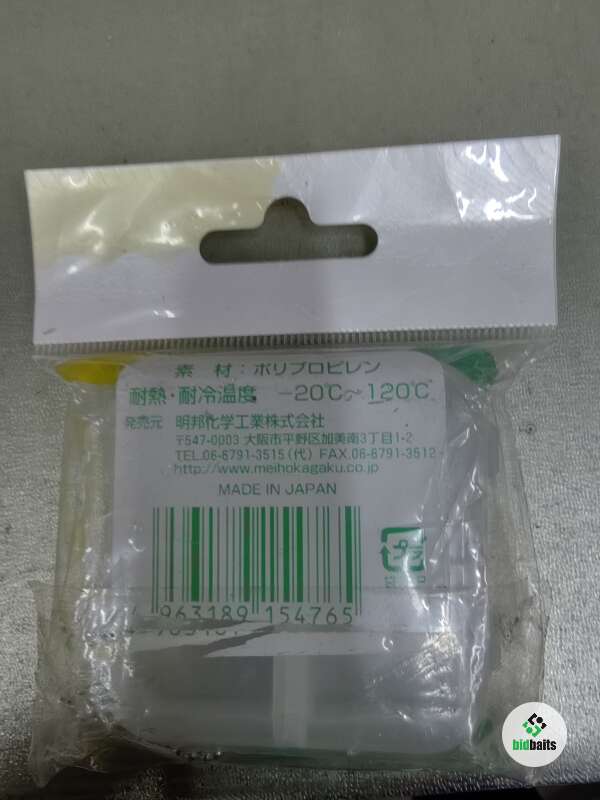 素 材：ポリプロピレン
耐熱・耐冷温度 －20℃～120℃
発売元 明邦化学工業株式会社
〒547-0003 大阪市平野区加美南3丁目1-2
TEL.06-6791-3515（代）FAX.06-6791-3512
http://www.meihokagaku.co.jp
MADE IN JAPAN
プラ
4 963189 154765
bidbaits